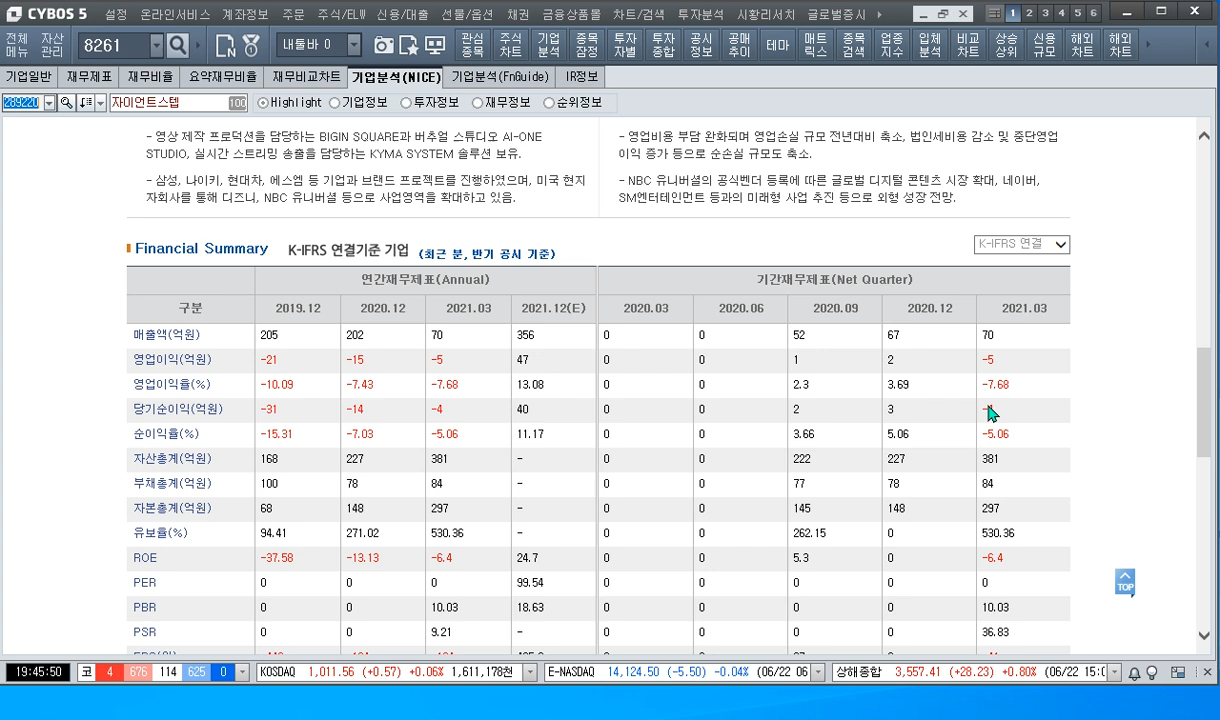 CYBOS 5 설정 온라인서비스 계좌정보 주문 주식/ELW 신용/대출 선물/옵션 채권 금융상품몰 차트/검색 투자분석 시황리서치 글로벌증시 1 2 3 4 5 6
전체메뉴 자산관리 8261 내툴바 0 관심종목 주식차트 기업분석 종목잠정 투자자별 투자종합 공시정보 공매추이 테마 매트릭스 종목검색 업종지수 입체분석 비교차트 상승상위 신용규모 해외차트 해외차트
기업일반 재무제표 재무비율 요약재무비율 재무비교차트 기업분석(NICE) 기업분석(FnGuide) IR정보
289220 자이언트스텝 100 Highlight 기업정보 투자정보 재무정보 순위정보
- 영상 제작 프로덕션을 담당하는 BIGIN SQUARE과 버추얼 스튜디오 AI-ONE
STUDIO, 실시간 스트리밍 송출을 담당하는 KYMA SYSTEM 솔루션 보유.
- 삼성, 나이키, 현대차, 에스엠 등 기업과 브랜드 프로젝트를 진행하였으며, 미국 현지
자회사를 통해 디즈니, NBC 유니버셜 등으로 사업영역을 확대하고 있음.
- 영업비용 부담 완화되며 영업손실 규모 전년대비 축소, 법인세비용 감소 및 중단영업
이익 증가 등으로 순손실 규모도 축소.
- NBC 유니버셜의 공식벤더 등록에 따른 글로벌 디지털 콘텐츠 시장 확대, 네이버,
SM엔터테인먼트 등과의 미래형 사업 추진 등으로 외형 성장 전망.
Financial Summary K-IFRS 연결기준 기업 (최근 분, 반기 공시 기준) K-IFRS 연결
연간재무제표(Annual) 기간재무제표(Net Quarter)
구분 2019.12 2020.12 2021.03 2021.12(E) 2020.03 2020.06 2020.09 2020.12 2021.03
매출액(억원) 205 202 70 356 0 0 52 67 70
영업이익(억원) -21 -15 -5 47 0 0 1 2 -5
영업이익율(%) -10.09 -7.43 -7.68 13.08 0 0 2.3 3.69 -7.68
당기순이익(억원) -31 -14 -4 40 0 0 2 3
순이익율(%) -15.31 -7.03 -5.06 11.17 0 0 3.66 5.06 -5.06
자산총계(억원) 168 227 381 - 0 0 222 227 381
부채총계(억원) 100 78 84 - 0 0 77 78 84
자본총계(억원) 68 148 297 - 0 0 145 148 297
유보율(%) 94.41 271.02 530.36 - 0 0 262.15 0 530.36
ROE -37.58 -13.13 -6.4 24.7 0 0 5.3 0 -6.4
PER 0 0 0 99.54 0 0 0 0 0
PBR 0 0 10.03 18.63 0 0 0 0 10.03
PSR 0 0 9.21 - 0 0 0 0 36.83
TOP
19:45:50 코 4 676 114 625 0 KOSDAQ 1,011.56 (+0.57) +0.06% 1,611,178천 E-NASDAQ 14,124.50 (-5.50) -0.04% (06/22 06 상해종합 3,557.41 (+28.23) +0.80% (06/22 15:0